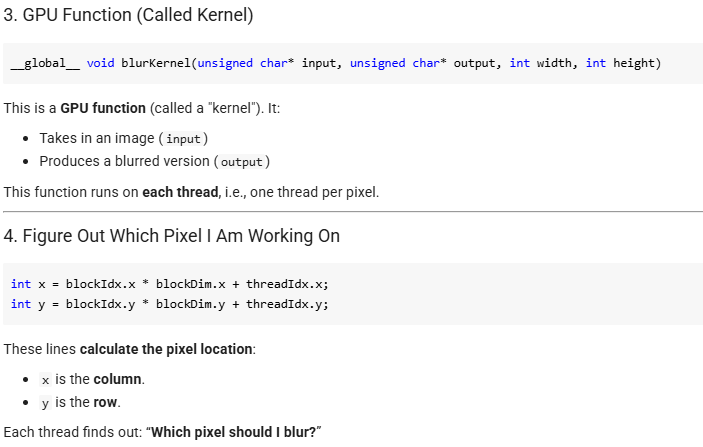 3. GPU Function (Called Kernel)
__global__ void blurKernel(unsigned char* input, unsigned char* output, int width, int height)
This is a GPU function (called a "kernel"). It:
• Takes in an image (input)
• Produces a blurred version (output)
This function runs on each thread, i.e., one thread per pixel.
4. Figure Out Which Pixel I Am Working On
int x = blockIdx.x * blockDim.x + threadIdx.x;
int y = blockIdx.y * blockDim.y + threadIdx.y;
These lines calculate the pixel location:
• x is the column.
• y is the row.
Each thread finds out: “Which pixel should I blur?”